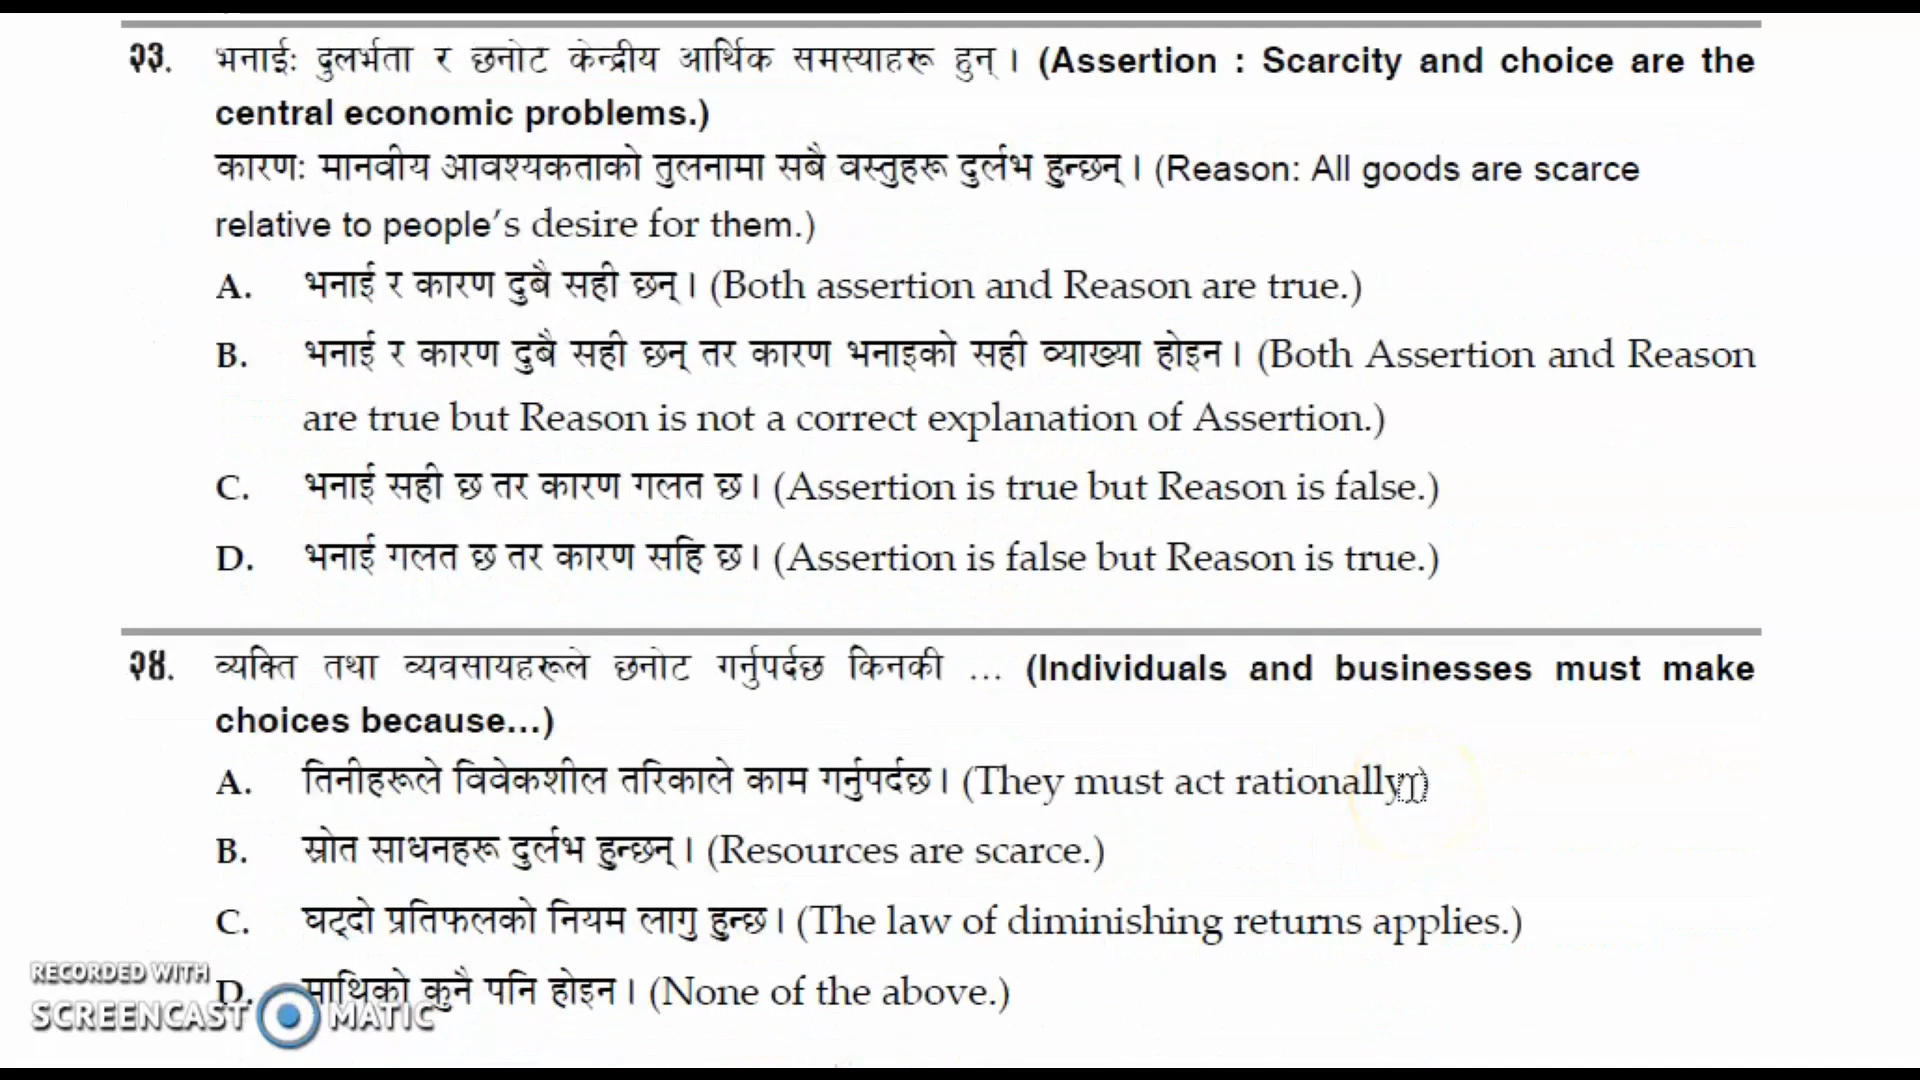 २३. भनाईः दुलर्भता र छनोट केन्द्रीय आर्थिक समस्याहरू हुन् । (Assertion : Scarcity and choice are the
central economic problems.)
कारणः मानवीय आवश्यकताको तुलनामा सबै वस्तुहरू दुर्लभ हुन्छन् । (Reason: All goods are scarce
relative to people’s desire for them.)
A. भनाई र कारण दुबै सही छन् । (Both assertion and Reason are true.)
B. भनाई र कारण दुबै सही छन् तर कारण भनाइको सही व्याख्या होइन । (Both Assertion and Reason
are true but Reason is not a correct explanation of Assertion.)
C. भनाई सही छ तर कारण गलत छ । (Assertion is true but Reason is false.)
D. भनाई गलत छ तर कारण सहि छ । (Assertion is false but Reason is true.)
२४. व्यक्ति तथा व्यवसायहरूले छनोट गर्नुपर्दछ किनकी ... (Individuals and businesses must make
choices because...)
A. तिनीहरूले विवेकशील तरिकाले काम गर्नुपर्दछ । (They must act rationally.)
B. स्रोत साधनहरू दुर्लभ हुन्छन् । (Resources are scarce.)
C. घट्दो प्रतिफलको नियम लागु हुन्छ । (The law of diminishing returns applies.)
D. माथिको कुनै पनि होइन । (None of the above.)
RECORDED WITH
SCREENCAST MATIC